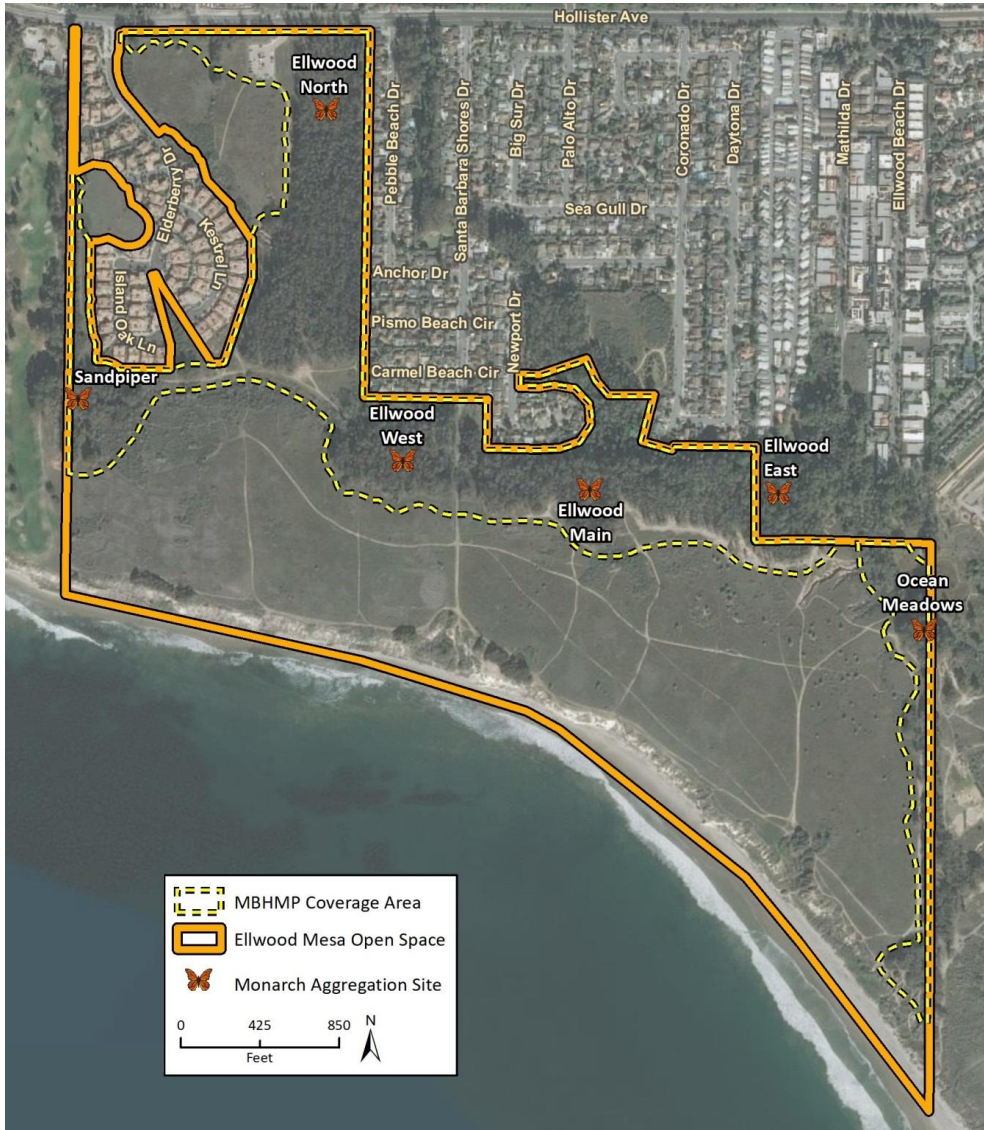 Hollister Ave
Ellwood
North
Pebble Beach Dr
Santa Barbara Shores Dr
Big Sur Dr
Palo Alto Dr
Coronado Dr
Daytona Dr
Mathilda Dr
Ellwood Beach Dr
Elderberry Dr
Kestrel Ln
Island Oak Ln
Sea Gull Dr
Anchor Dr
Pismo Beach Cir
Newport Dr
Carmel Beach Cir
Sandpiper
Ellwood
West
Ellwood
East
Ellwood
Main
Ocean
Meadows
MBHMP Coverage Area
Ellwood Mesa Open Space
Monarch Aggregation Site
0 425 850
Feet
N